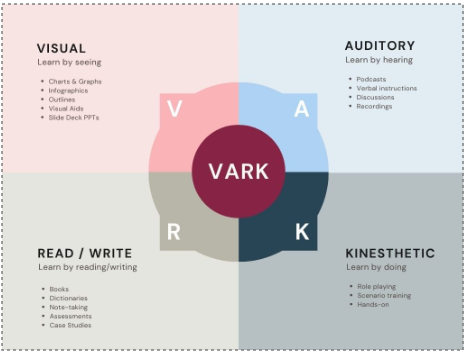 VISUAL
Learn by seeing
• Charts & Graphs
• Infographics
• Outlines
• Visual Aids
• Slide Deck PPTs
AUDITORY
Learn by hearing
• Podcasts
• Verbal instructions
• Discussions
• Recordings
V
A
VARK
R
K
READ / WRITE
Learn by reading/writing
• Books
• Dictionaries
• Note-taking
• Assessments
• Case Studies
KINESTHETIC
Learn by doing
• Role playing
• Scenario training
• Hands-on